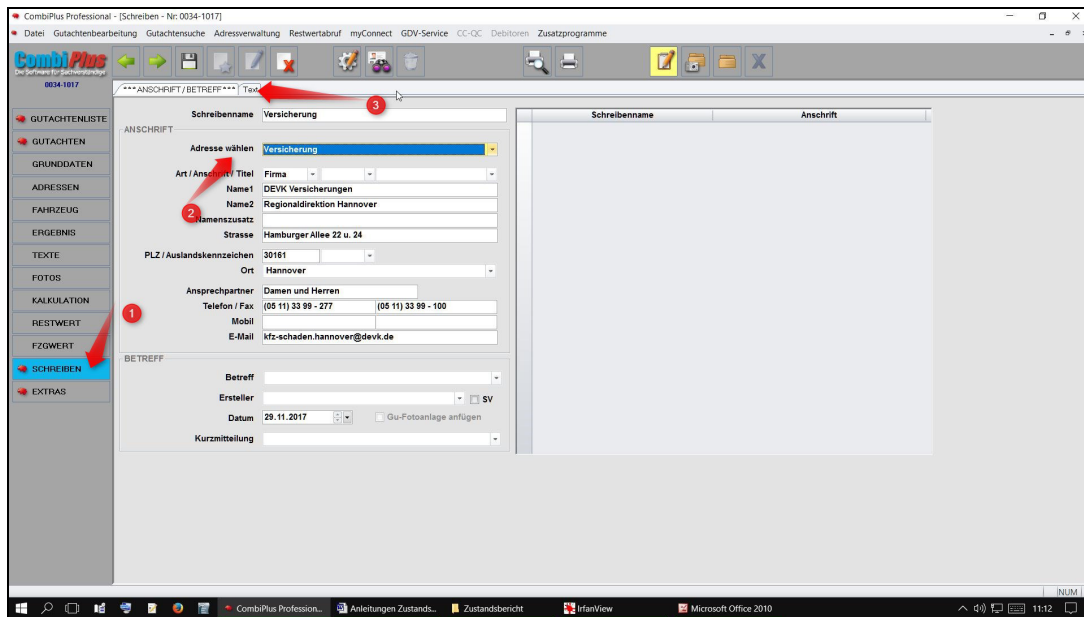 CombiPlus Professional - [Schreiben - Nr: 0034-1017]
Datei Gutachtenbearbeitung Gutachtensuche Adressverwaltung Restwertabruf myConnect GDV-Service CC-QC Debitoren Zusatzprogramme
CombiPlus
Die Software für Sachverständige
0034-1017
***ANSCHRIFT / BETREFF*** Text
3
GUTACHTENLISTE
GUTACHTEN
GRUNDDATEN
ADRESSEN
FAHRZEUG
ERGEBNIS
TEXTE
FOTOS
KALKULATION
RESTWERT
FZGWERT
SCHREIBEN
EXTRAS
1
Schreibenname Versicherung
ANSCHRIFT
Adresse wählen Versicherung
Art / Anschrift / Titel Firma
Name1 DEVK Versicherungen
2
Name2 Regionaldirektion Hannover
Namenszusatz
Strasse Hamburger Allee 22 u. 24
PLZ / Auslandskennzeichen 30161
Ort Hannover
Ansprechpartner Damen und Herren
Telefon / Fax (05 11) 33 99 - 277 (05 11) 33 99 - 100
Mobil
E-Mail kfz-schaden.hannover@devk.de
BETREFF
Betreff
Ersteller SV
Datum 29.11.2017 Gu-Fotoanlage anfügen
Kurzmitteilung
Schreibenname Anschrift
NUM
CombiPlus Profession... Anleitungen Zustands... Zustandsbericht IrfanView Microsoft Office 2010 11:12